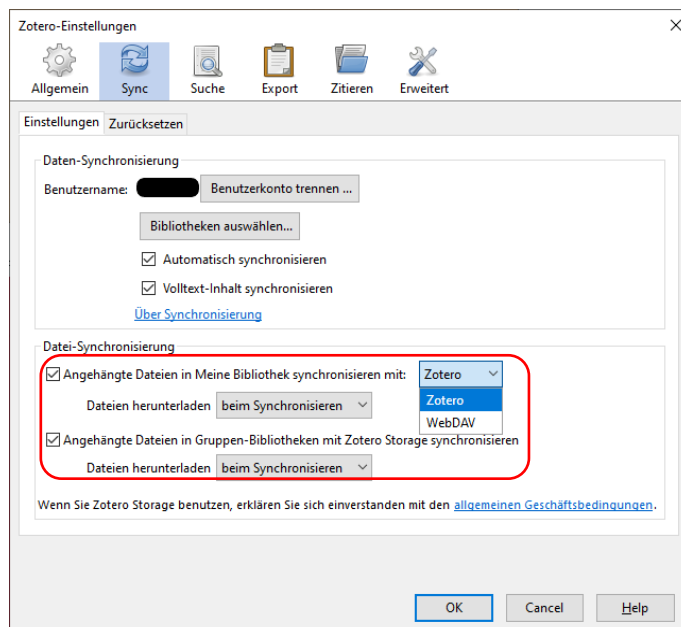 Zotero-Einstellungen
Allgemein Sync Suche Export Zitieren Erweitert
Einstellungen Zurücksetzen
Daten-Synchronisierung
Benutzername: Benutzerkonto trennen ...
Bibliotheken auswählen...
Automatisch synchronisieren
Volltext-Inhalt synchronisieren
Über Synchronisierung
Datei-Synchronisierung
Angehängte Dateien in Meine Bibliothek synchronisieren mit: Zotero
Zotero
Dateien herunterladen beim Synchronisieren
WebDAV
Angehängte Dateien in Gruppen-Bibliotheken mit Zotero Storage synchronisieren
Dateien herunterladen beim Synchronisieren
Wenn Sie Zotero Storage benutzen, erklären Sie sich einverstanden mit den allgemeinen Geschäftsbedingungen.
OK Cancel Help